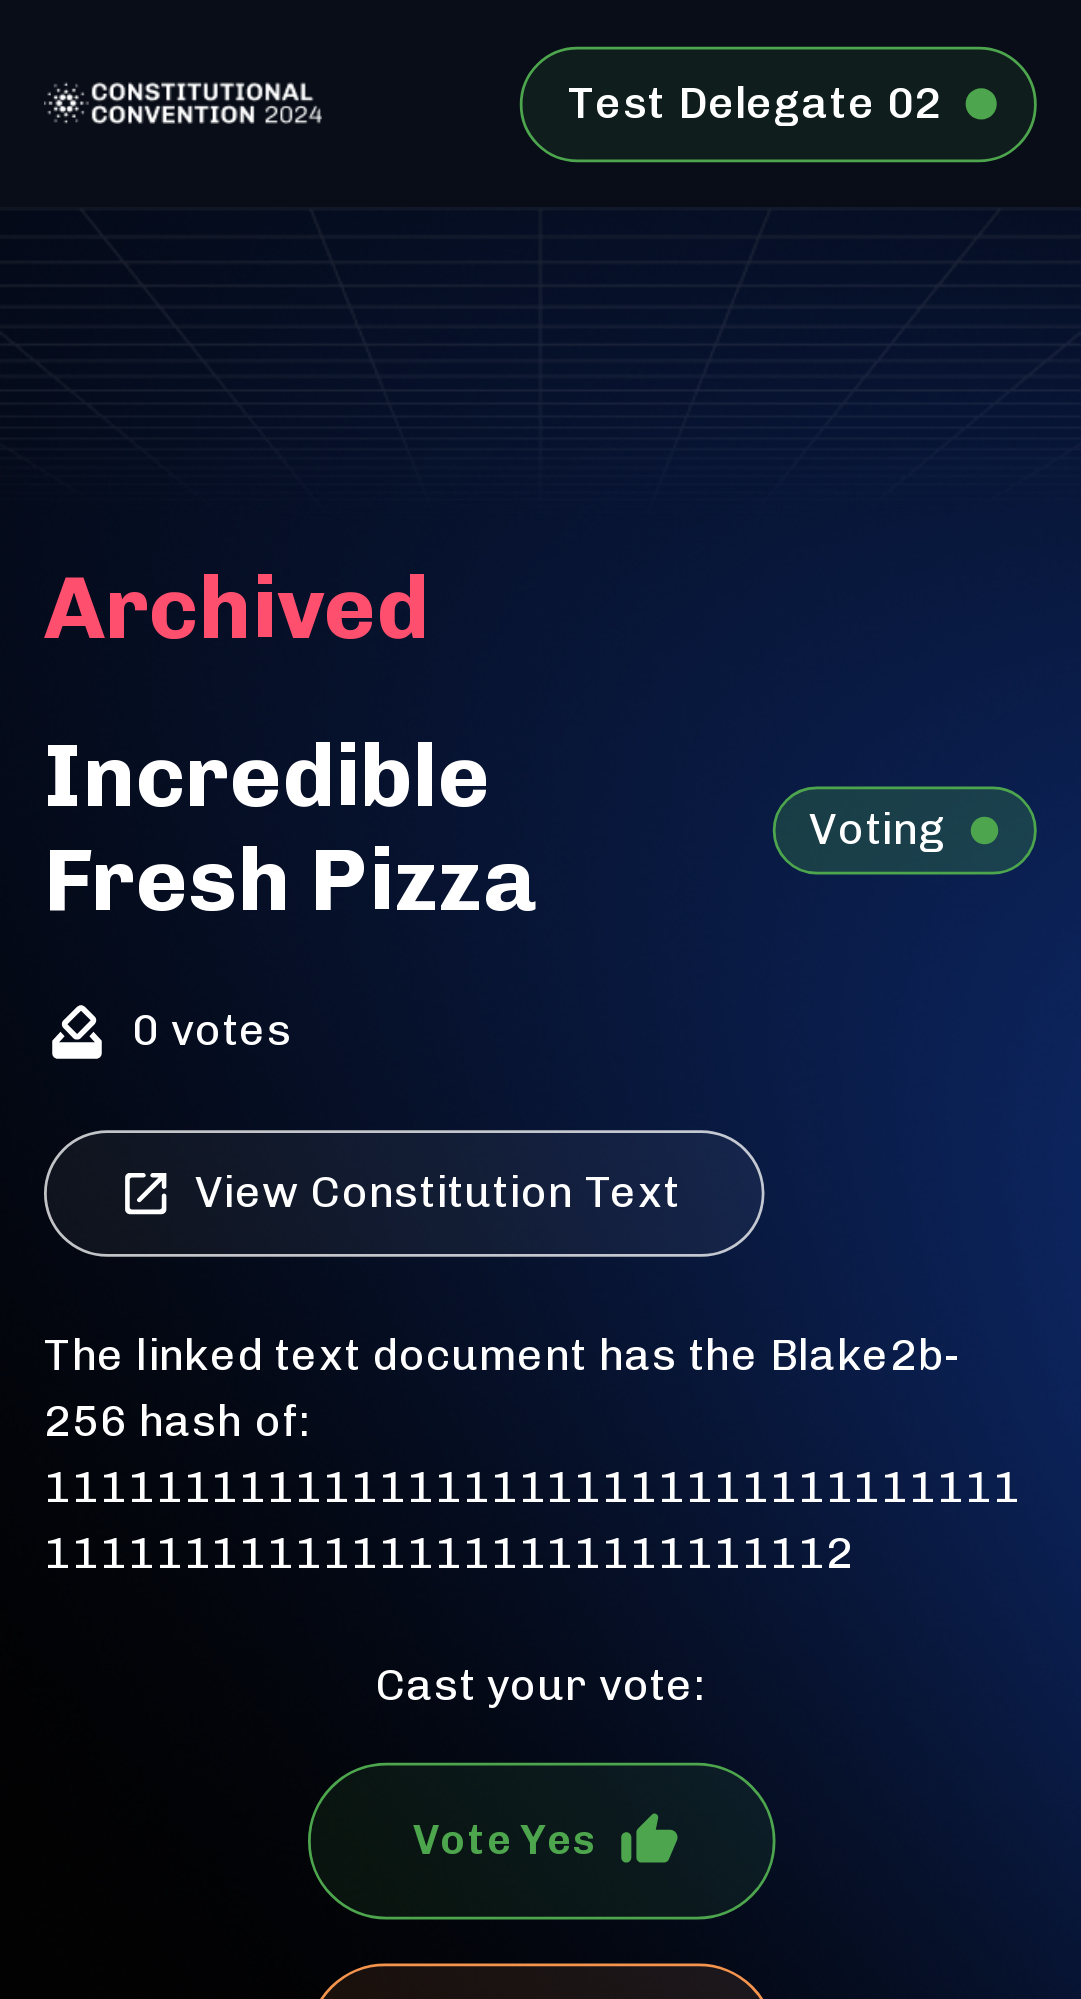 CONSTITUTIONAL
CONVENTION 2024
Test Delegate 02
Archived
Incredible
Fresh Pizza
Voting
0 votes
View Constitution Text
The linked text document has the Blake2b-
256 hash of:
11111111111111111111111111111111111
11111111111111111111111111112
Cast your vote:
Vote Yes